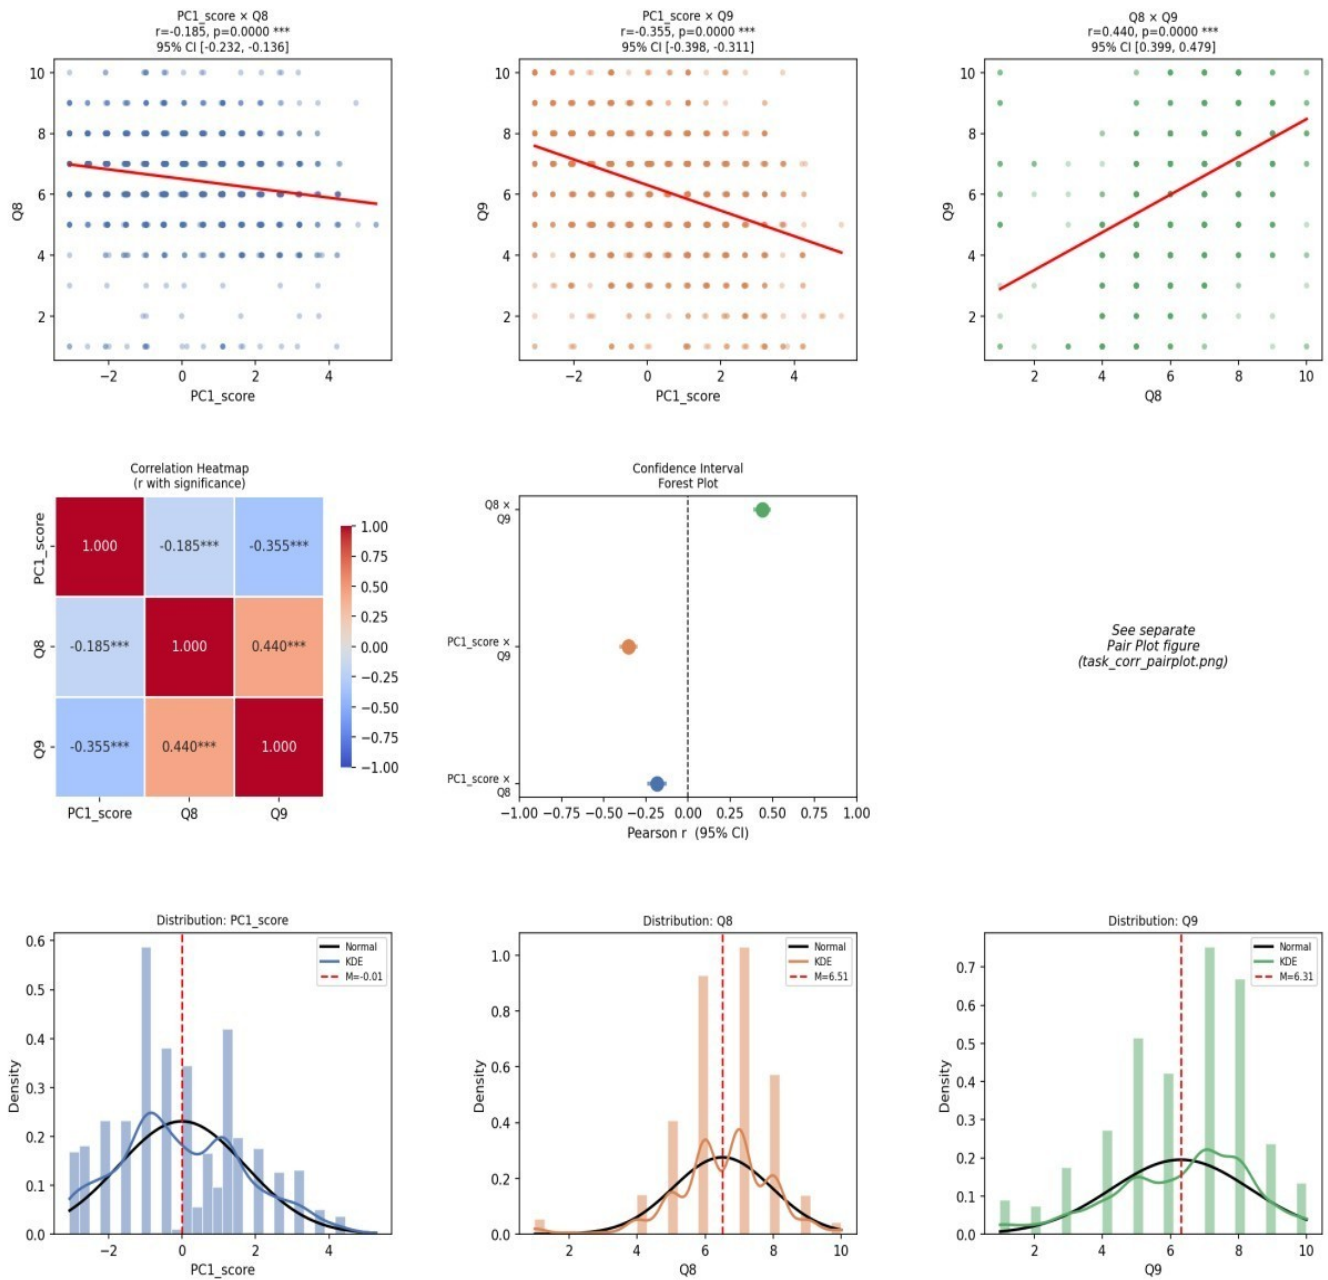 PC1_score × Q8
r=-0.185, p=0.0000 ***
95% CI [-0.232, -0.136]
10
8
6
4
2
Q8
−2
0
2
4
PC1_score
PC1_score × Q9
r=-0.355, p=0.0000 ***
95% CI [-0.398, -0.311]
10
8
6
4
2
Q9
−2
0
2
4
PC1_score
Q8 × Q9
r=0.440, p=0.0000 ***
95% CI [0.399, 0.479]
10
8
6
4
2
Q9
2
4
6
8
10
Q8
Correlation Heatmap
(r with significance)
PC1_score
1.000
-0.185***
-0.355***
Q8
-0.185***
1.000
0.440***
Q9
-0.355***
0.440***
1.000
PC1_score
Q8
Q9
1.00
0.75
0.50
0.25
0.00
−0.25
−0.50
−0.75
−1.00
Confidence Interval
Forest Plot
Q8 ×
Q9
PC1_score ×
Q9
PC1_score ×
Q8
−1.00
−0.75
−0.50
−0.25
0.00
0.25
0.50
0.75
1.00
Pearson r (95% CI)
See separate
Pair Plot figure
(task_corr_pairplot.png)
Distribution: PC1_score
Normal
KDE
M=-0.01
0.6
0.5
0.4
0.3
0.2
0.1
0.0
Density
−2
0
2
4
PC1_score
Distribution: Q8
Normal
KDE
M=6.51
1.0
0.8
0.6
0.4
0.2
0.0
Density
2
4
6
8
10
Q8
Distribution: Q9
Normal
KDE
M=6.31
0.7
0.6
0.5
0.4
0.3
0.2
0.1
0.0
Density
2
4
6
8
10
Q9